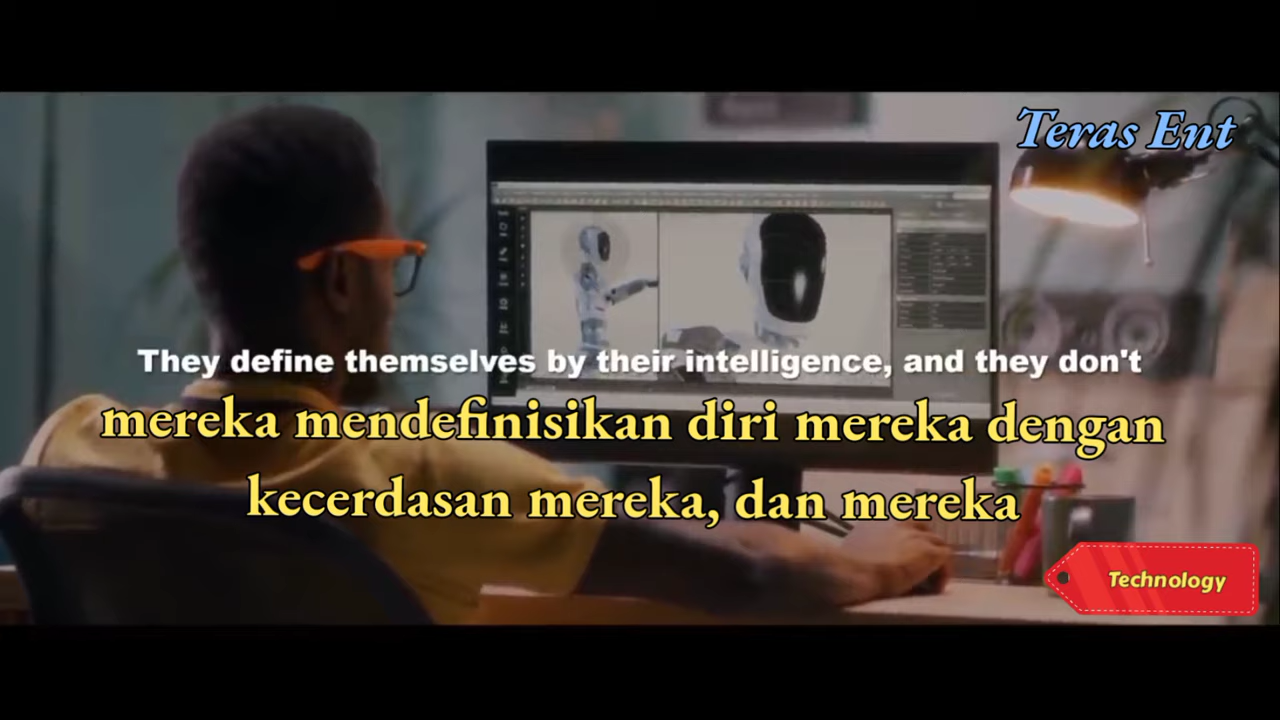 Teras Ent
They define themselves by their intelligence, and they don't
mereka mendefinisikan diri mereka dengan
kecerdasan mereka, dan mereka
Technology